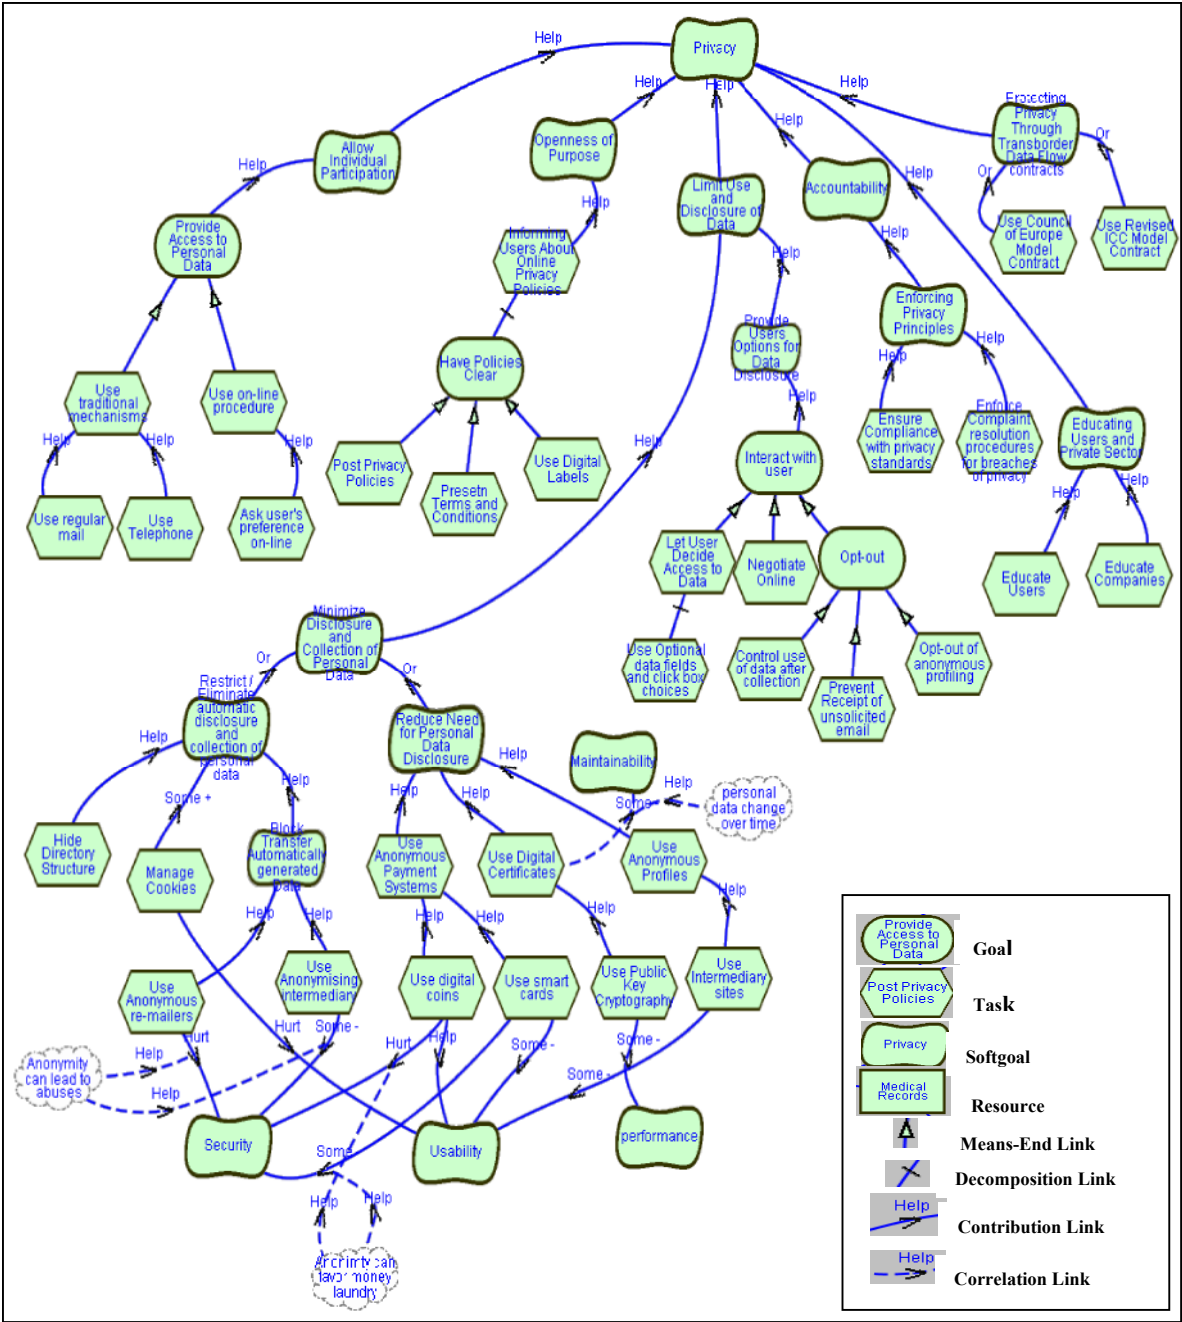 Privacy
Help
Help
Help
Help
Help
Help
Allow
Individual
Participation
Openness of
Purpose
Limit Use
and
Disclosure of
Data
Accountability
Protecting
Privacy
Through
Transborder
Data Flow
contracts
Or
Or
Help
Help
Help
Help
Provide
Access to
Personal
Data
Informing
Users About
Online
Privacy
Policies
Use Council
of Europe
Model
Contract
Use Revised
ICC Model
Contract
Provide
Users
Options for
Data
Disclosure
Enforcing
Privacy
Principles
Help
Help
Help
Have Policies
Clear
Use
traditional
mechanisms
Use on-line
procedure
Help
Help
Help
Help
Post Privacy
Policies
Presetn
Terms and
Conditions
Use Digital
Labels
Interact with
user
Ensure
Compliance
with privacy
standards
Enforce
Complaint
resolution
procedures
for breaches
of privacy
Educating
Users and
Private Sector
Help
Help
Use regular
mail
Use
Telephone
Ask user's
preference
on-line
Let User
Decide
Access to
Data
Negotiate
Online
Opt-out
Educate
Users
Educate
Companies
Minimize
Disclosure
and
Collection of
Personal
Data
Or
Or
Use Optional
data fields
and click box
choices
Control use
of data after
collection
Prevent
Receipt of
unsolicited
email
Opt-out of
anonymous
profiling
Restrict /
Eliminate
automatic
disclosure
and
collection of
personal
data
Reduce Need
for Personal
Data
Disclosure
Maintainability
Help
Some +
Help
Help
Help
Help
Some
Help
personal
data change
over time
Hide
Directory
Structure
Manage
Cookies
Block
Transfer
Automatically
generated
Data
Use
Anonymous
Payment
Systems
Use Digital
Certificates
Use
Anonymous
Profiles
Help
Help
Help
Help
Help
Help
Use
Anonymous
re-mailers
Use
Anonymising
intermediary
Use digital
coins
Use smart
cards
Use Public
Key
Cryptography
Use
Intermediary
sites
Hurt
Hurt
Some -
Hurt
Help
Some -
Some -
Some -
Anonymity
can lead to
abuses
Help
Help
Security
Usability
performance
Some
Help
Help
Anonimty can
favor money
laundry
Provide
Access to
Personal
Data
Goal
Post Privacy
Policies
Task
Privacy
Softgoal
Medical
Records
Resource
Means-End Link
Decomposition Link
Help
Contribution Link
Help
Correlation Link